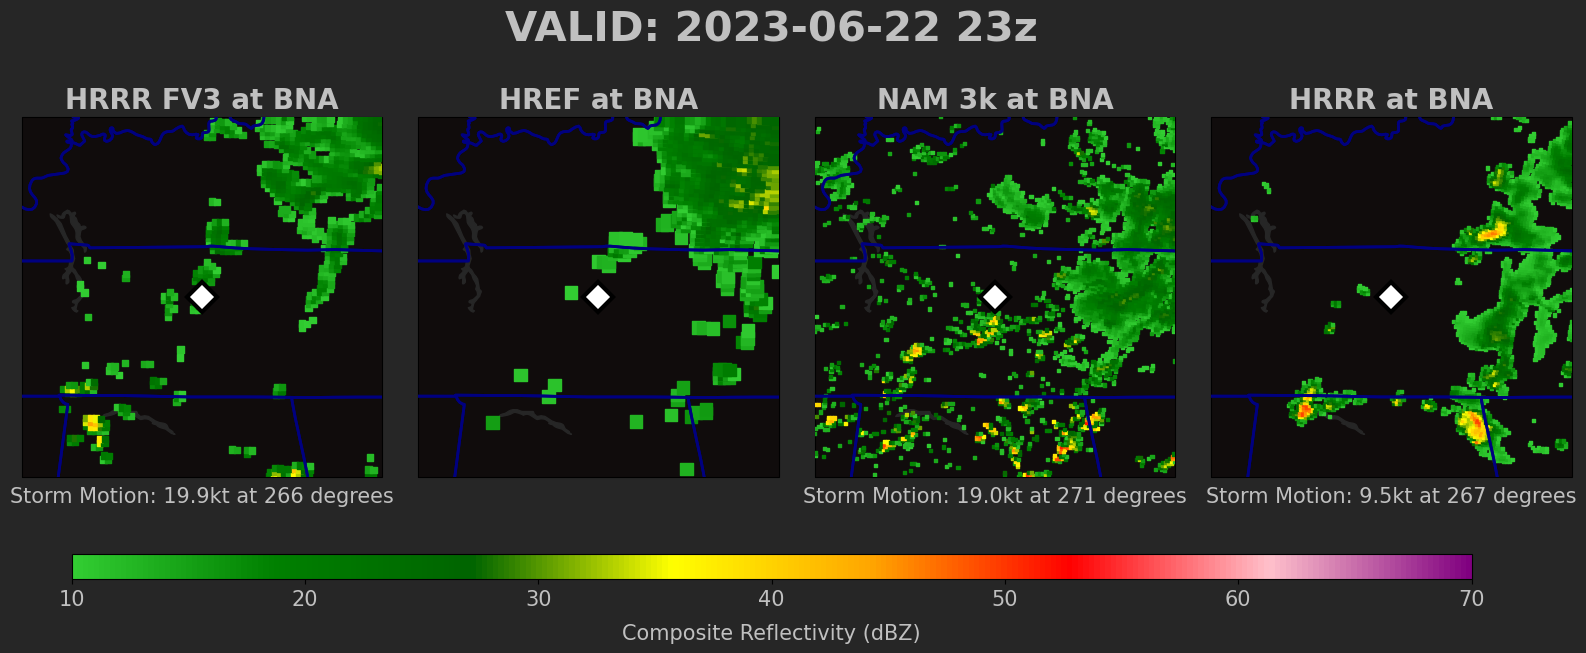 VALID: 2023-06-22 23z
HRRR FV3 at BNA
HREF at BNA
NAM 3k at BNA
HRRR at BNA
Storm Motion: 19.9kt at 266 degrees
Storm Motion: 19.0kt at 271 degrees
Storm Motion: 9.5kt at 267 degrees
10 20 30 40 50 60 70
Composite Reflectivity (dBZ)